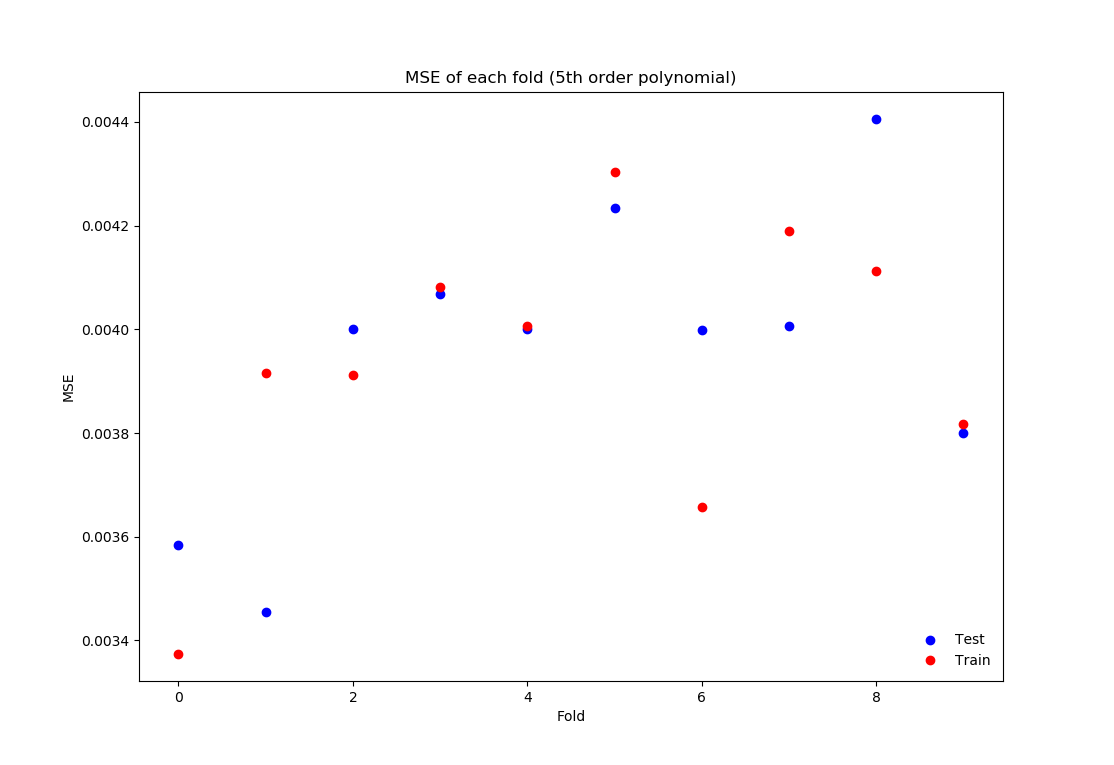 MSE of each fold (5th order polynomial)
0.0044
0.0042
0.0040
0.0038
0.0036
0.0034
MSE
0 2 4 6 8
Fold
Test
Train